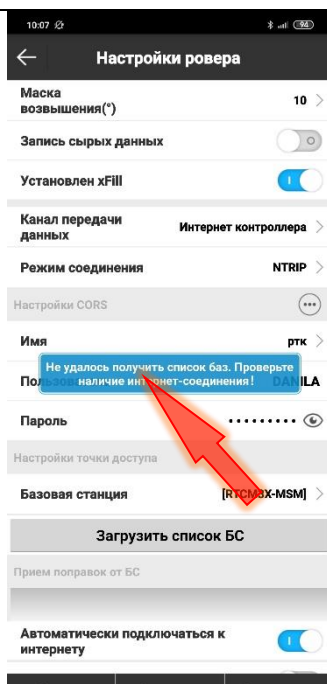 10:07
94
Настройки ровера
Маска
возвышения(°)
10
Запись сырых данных
Установлен xFill
Канал передачи
данных
Интернет контроллера
Режим соединения
NTRIP
Настройки CORS
Имя
ртк
Не удалось получить список баз. Проверьте
наличие интернет-соединения!
DANILA
Пароль
Настройки точки доступа
Базовая станция
[RTCM3X-MSM]
Загрузить список БС
Прием поправок от БС
Автоматически подключаться к
интернету